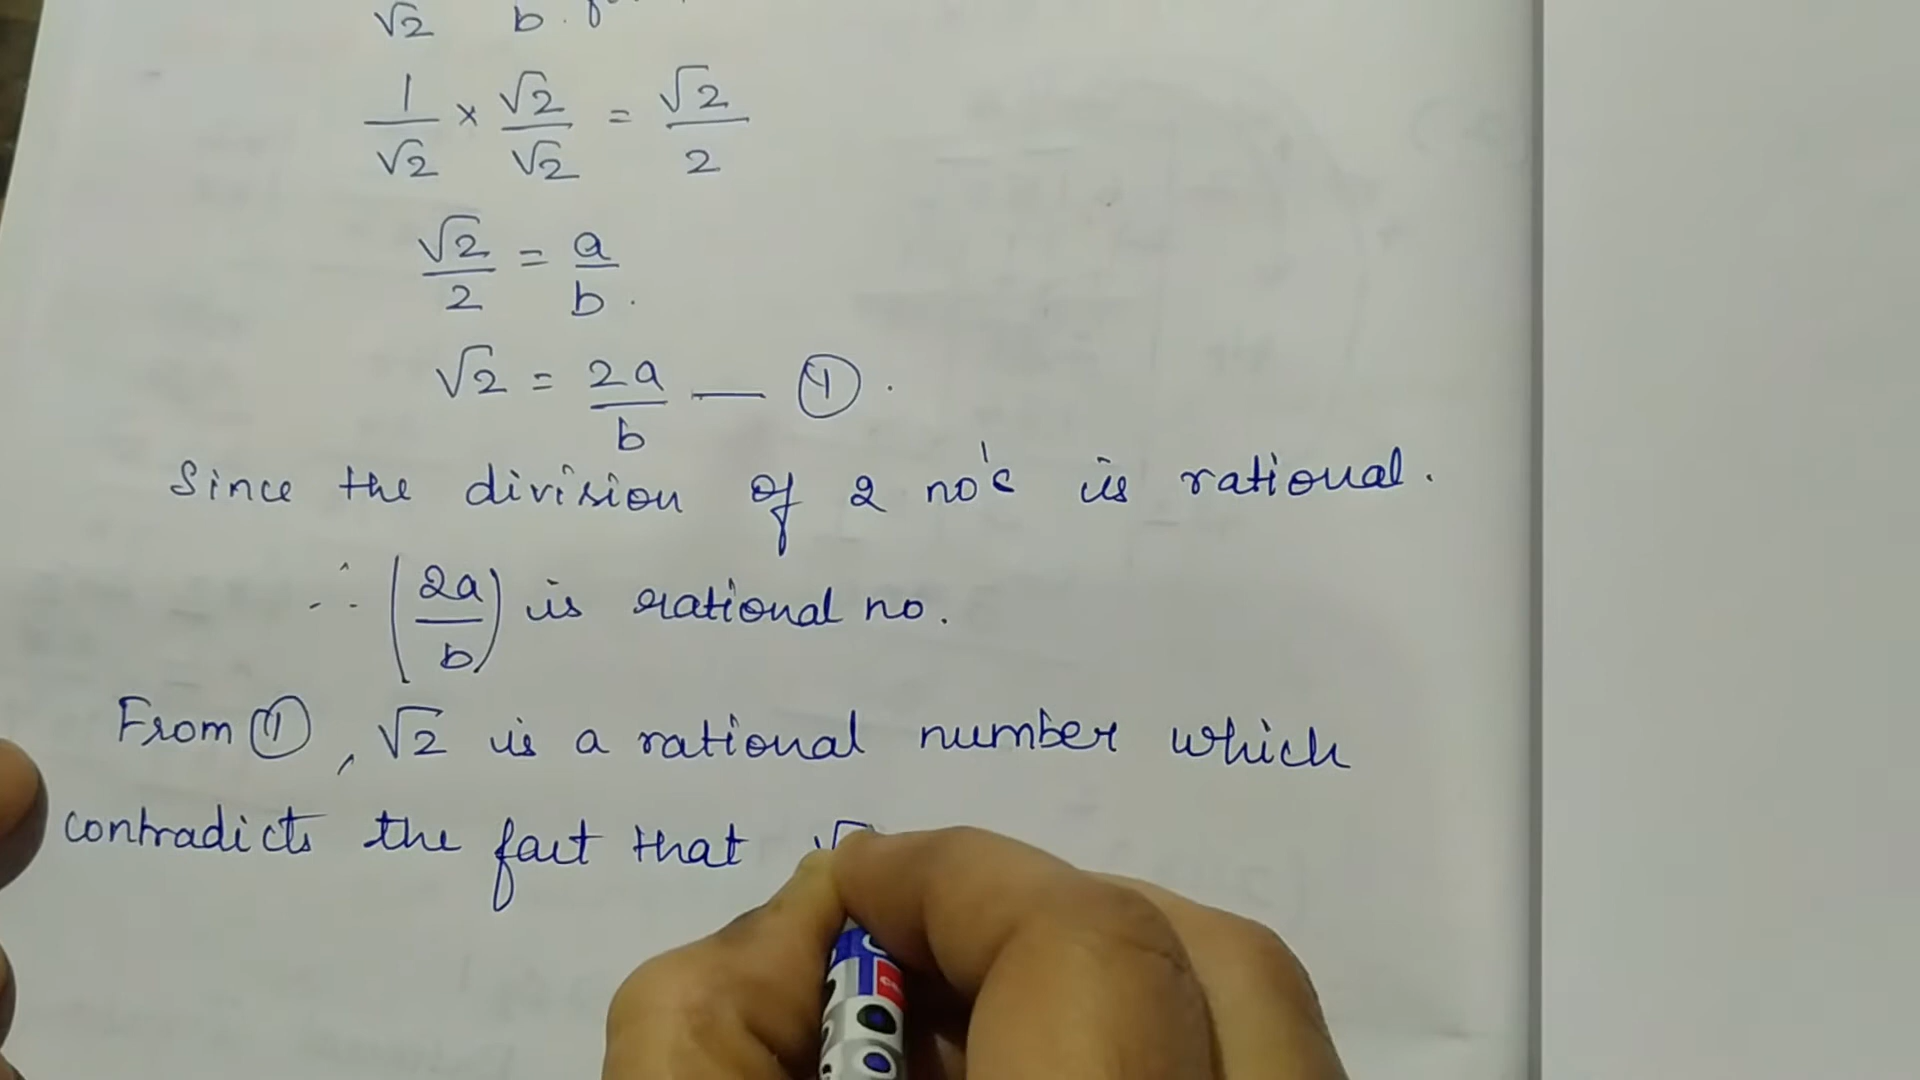 √2 b.
1/√2 × √2/√2 = √2/2
√2/2 = a/b.
√2 = 2a/b — ①.
Since the division of 2 no's is rational.
∴ (2a/b) is rational no.
From ①, √2 is a rational number which
contradicts the fact that √